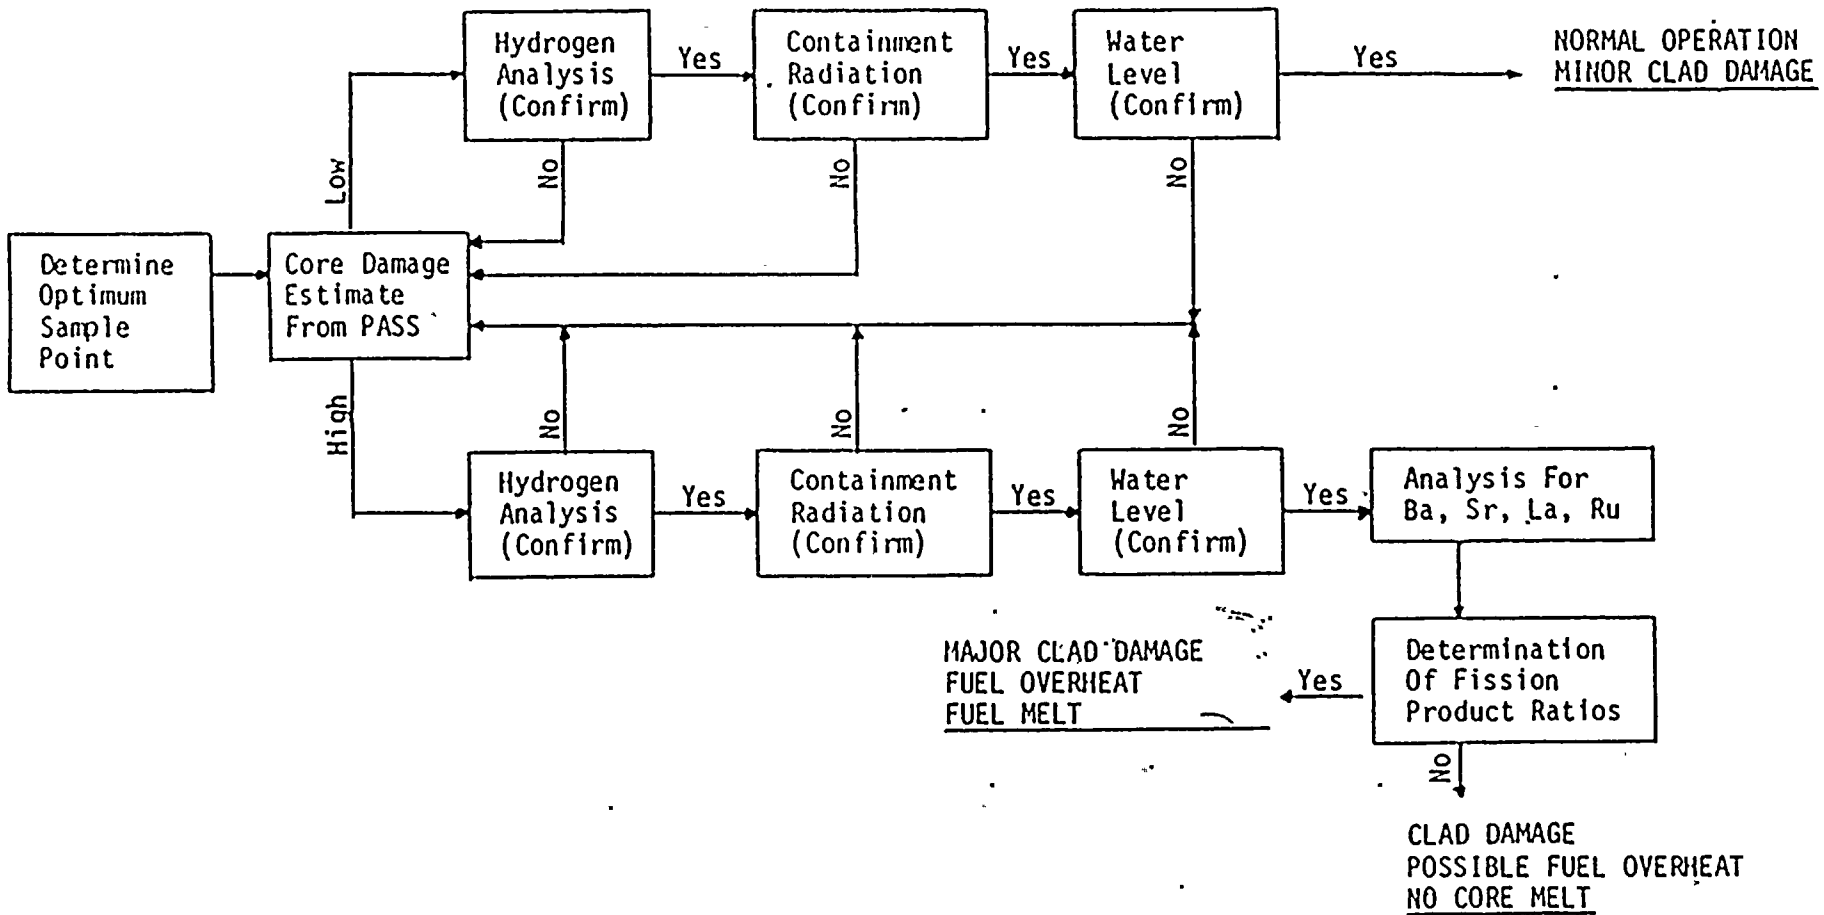 Hydrogen
Analysis
(Confirm)
Yes
Containment
Radiation
(Confirm)
Yes
Water
Level
(Confirm)
Yes
NORMAL OPERATION
MINOR CLAD DAMAGE
Low
No
No
No
Determine
Optimum
Sample
Point
Core Damage
Estimate
From PASS
High
No
No
No
Hydrogen
Analysis
(Confirm)
Yes
Containment
Radiation
(Confirm)
Yes
Water
Level
(Confirm)
Yes
Analysis For
Ba, Sr, La, Ru
Determination
Of Fission
Product Ratios
Yes
MAJOR CLAD DAMAGE
FUEL OVERHEAT
FUEL MELT
No
CLAD DAMAGE
POSSIBLE FUEL OVERHEAT
NO CORE MELT